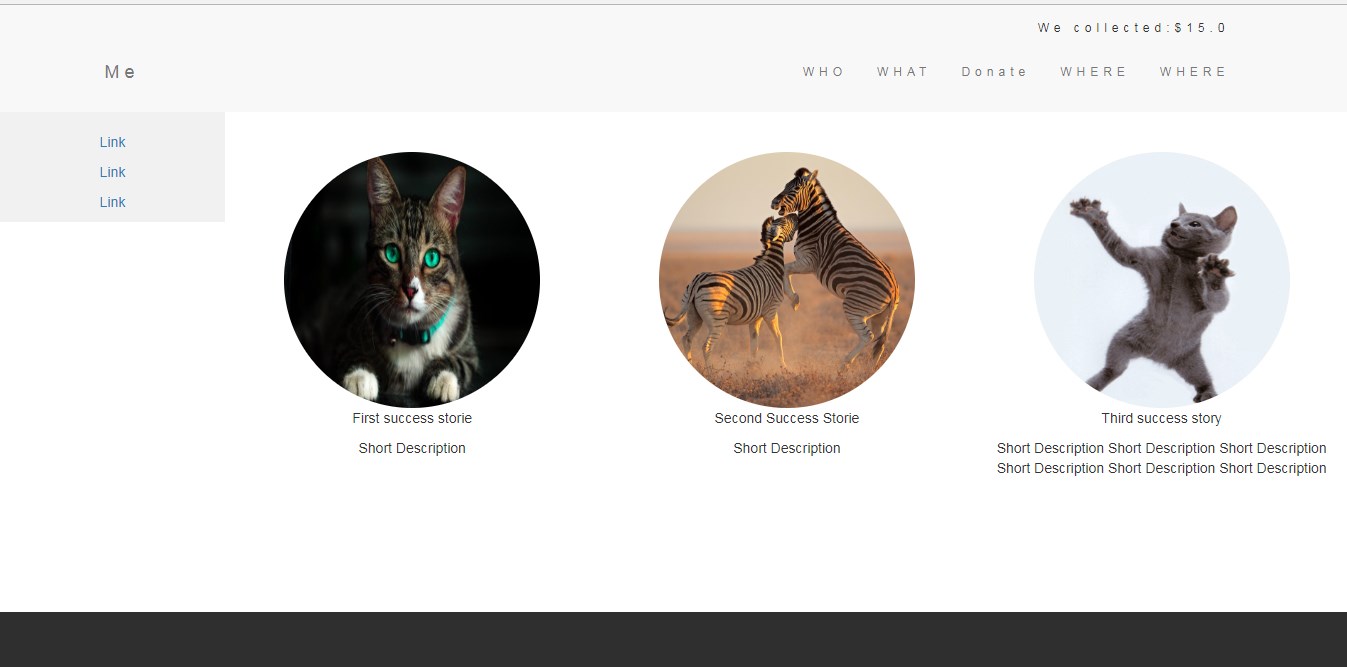 We collected:$15.0
Me
WHO WHAT Donate WHERE WHERE
Link
Link
Link
First success storie
Short Description
Second Success Storie
Short Description
Third success story
Short Description Short Description Short Description
Short Description Short Description Short Description